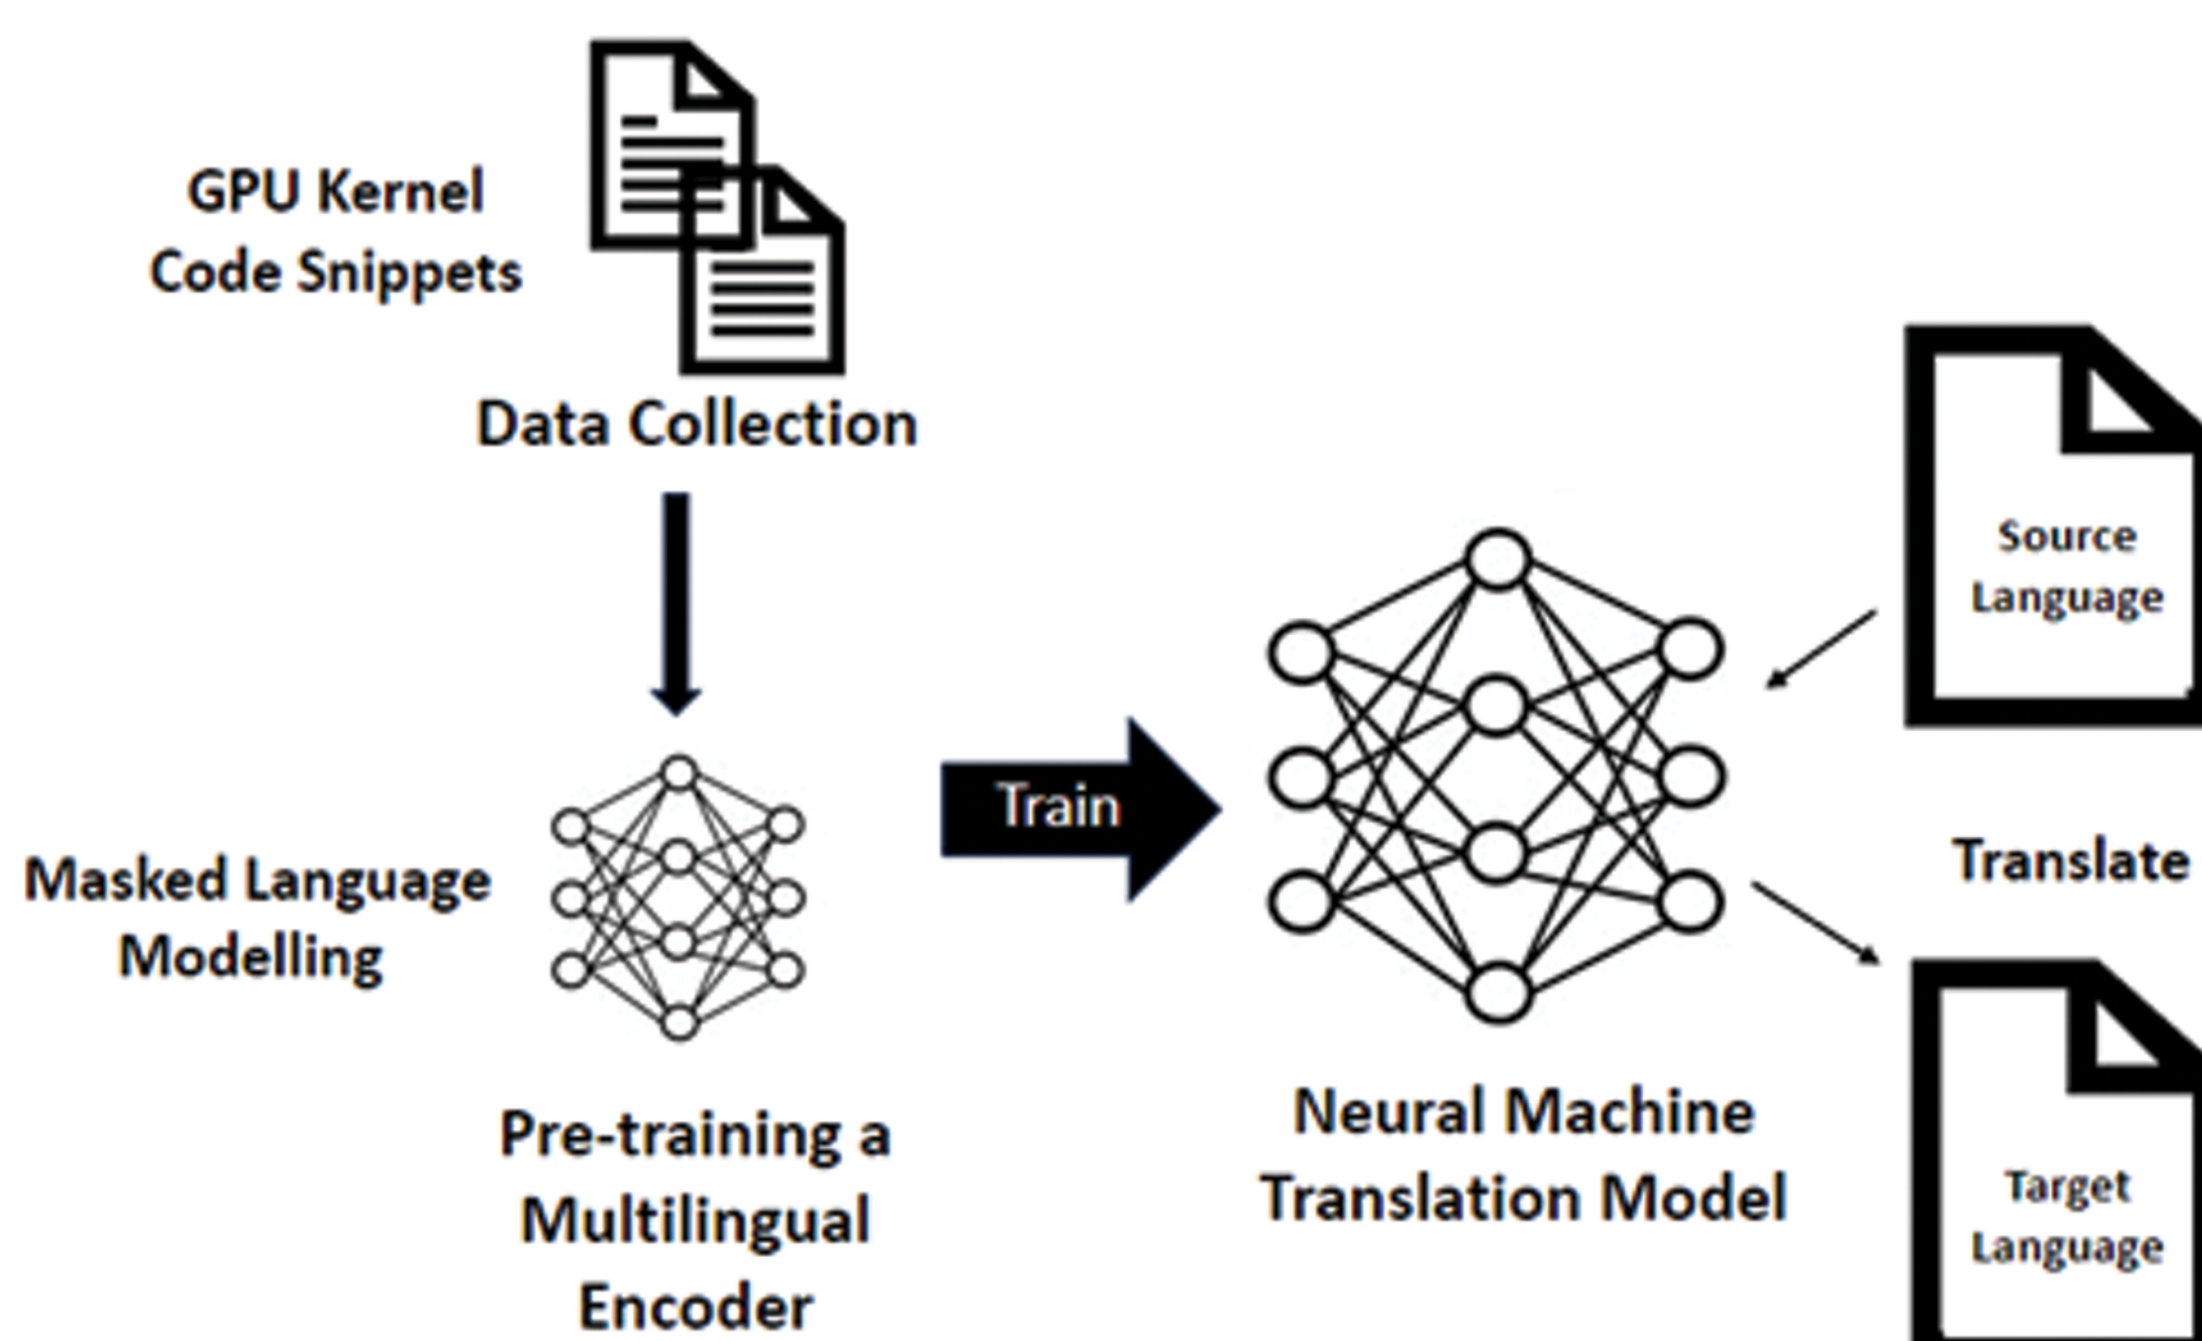 GPU Kernel
Code Snippets
Data Collection
Masked Language
Modelling
Pre-training a
Multilingual
Encoder
Train
Neural Machine
Translation Model
Source
Language
Translate
Target
Language